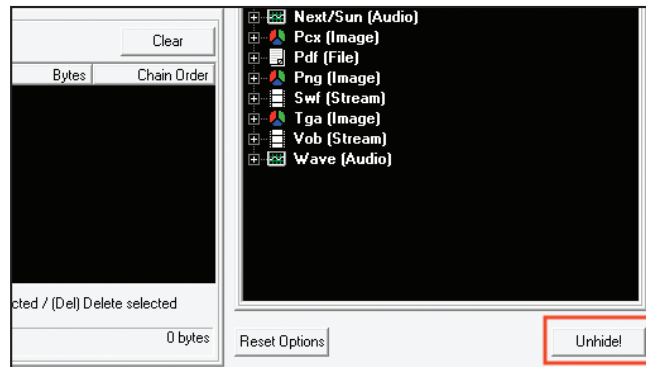 Clear
Bytes
Chain Order
cted / (Del) Delete selected
0 bytes
Next/Sun (Audio)
Pcx (Image)
Pdf (File)
Png (Image)
Swf (Stream)
Tga (Image)
Vob (Stream)
Wave (Audio)
Reset Options
Unhide!